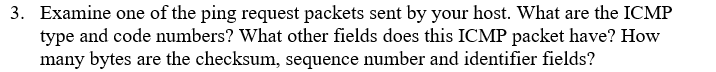 3. Examine one of the ping request packets sent by your host. What are the ICMP
type and code numbers? What other fields does this ICMP packet have? How
many bytes are the checksum, sequence number and identifier fields?